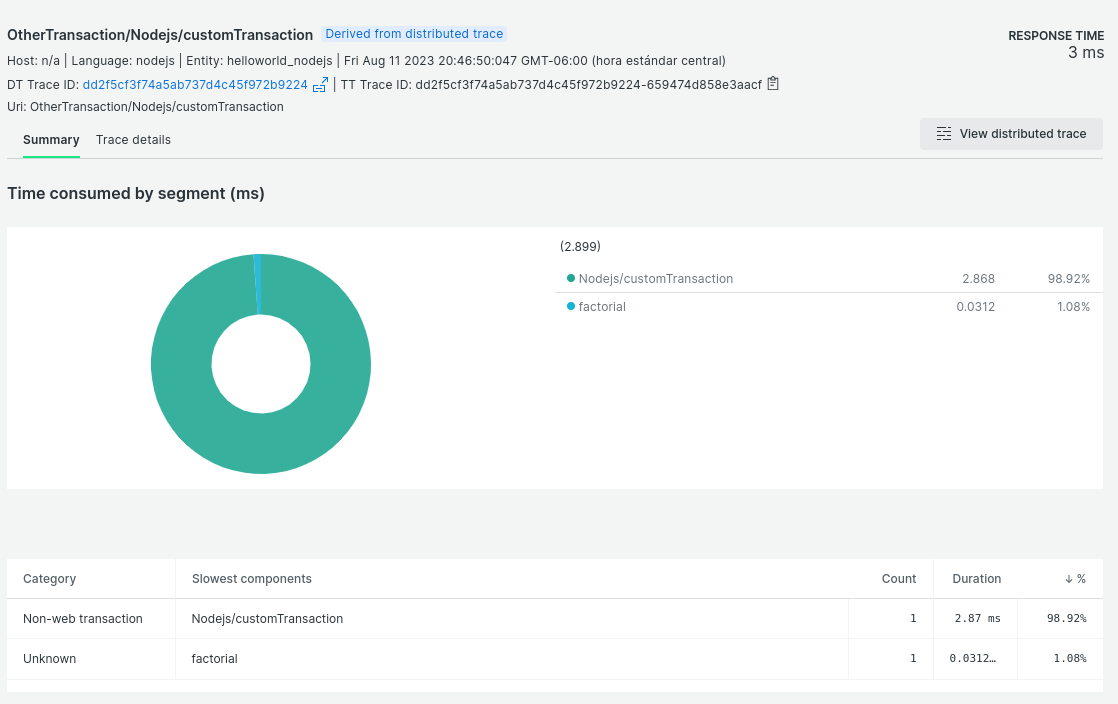 OtherTransaction/Nodejs/customTransaction Derived from distributed trace
RESPONSE TIME
3 ms
Host: n/a | Language: nodejs | Entity: helloworld_nodejs | Fri Aug 11 2023 20:46:50:047 GMT-06:00 (hora estándar central)
DT Trace ID: dd2f5cf3f74a5ab737d4c45f972b9224 | TT Trace ID: dd2f5cf3f74a5ab737d4c45f972b9224-659474d858e3aacf
Uri: OtherTransaction/Nodejs/customTransaction
Summary Trace details
View distributed trace
Time consumed by segment (ms)
(2.899)
Nodejs/customTransaction 2.868 98.92%
factorial 0.0312 1.08%
Category Slowest components Count Duration ↓ %
Non-web transaction Nodejs/customTransaction 1 2.87 ms 98.92%
Unknown factorial 1 0.0312… 1.08%